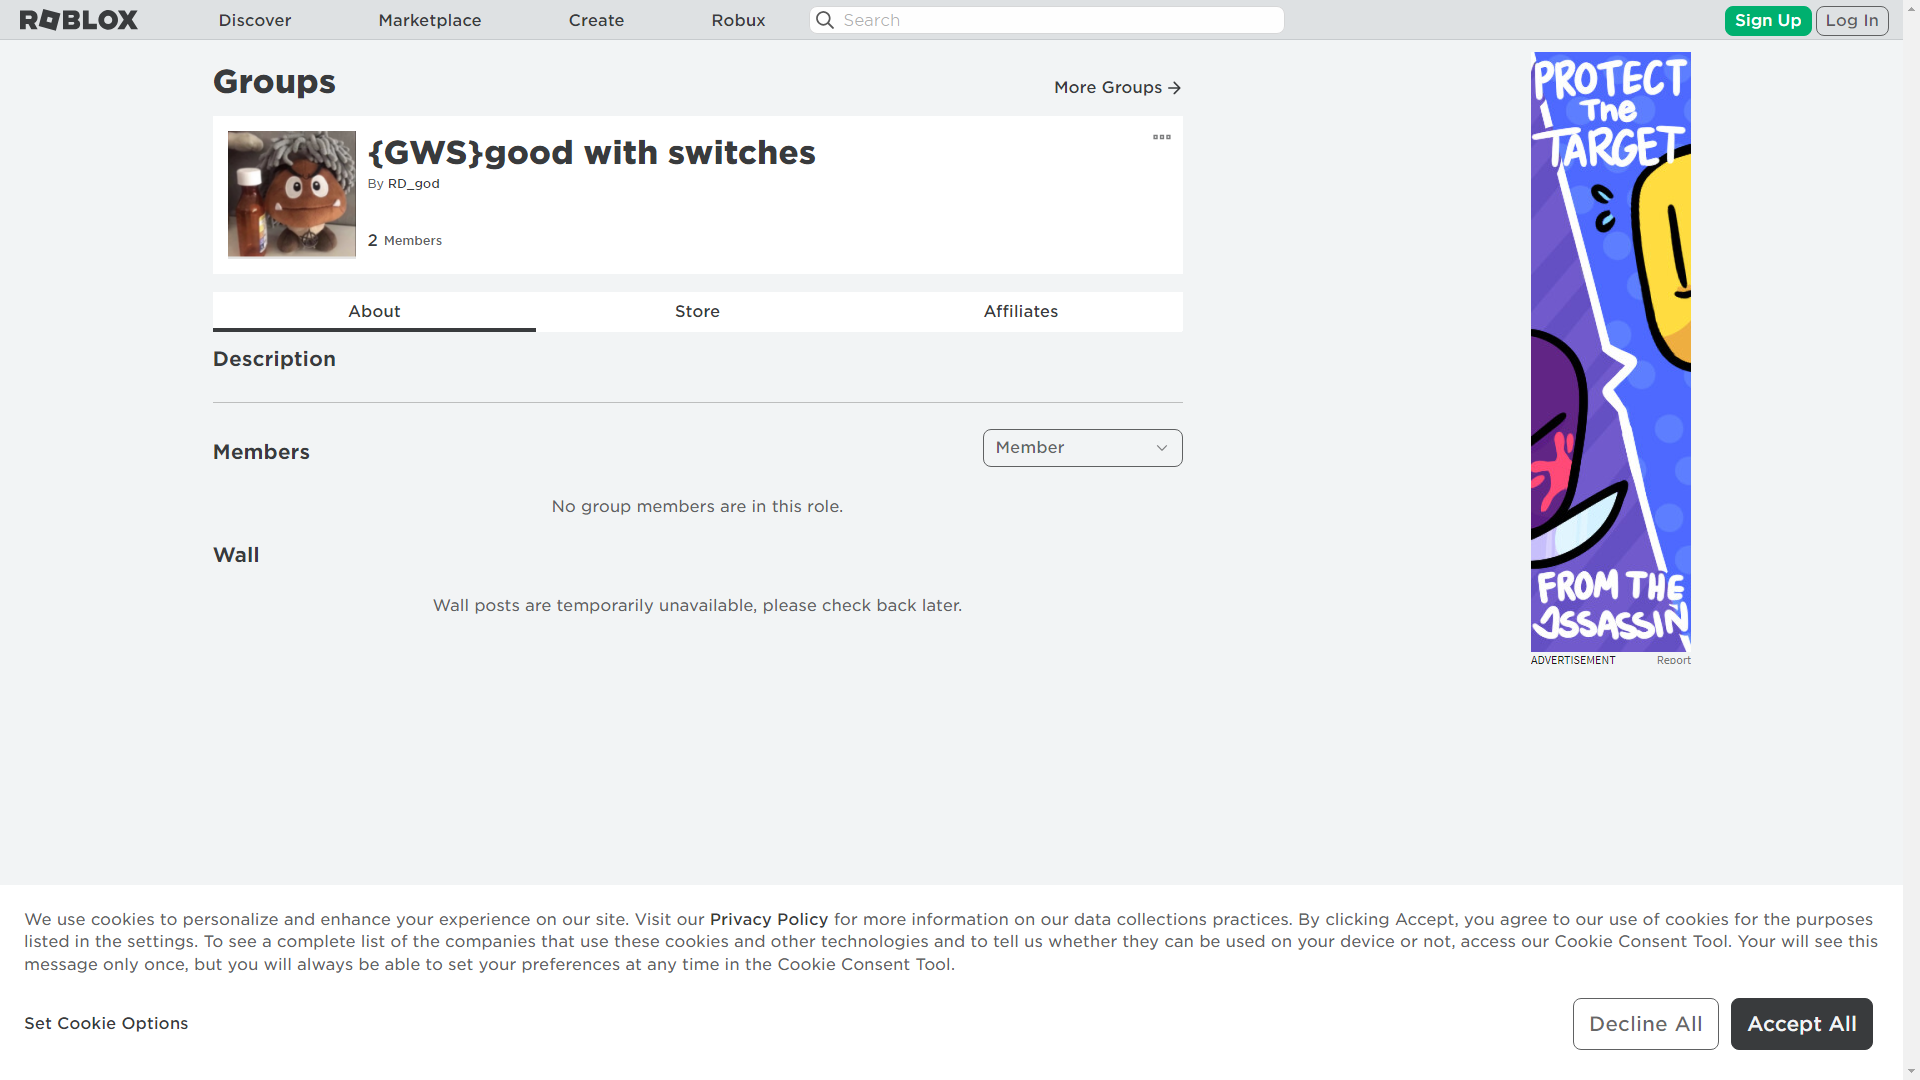 ROBLOX
Discover
Marketplace
Create
Robux
Search
Sign Up
Log In
Groups
More Groups
{GWS}good with switches
By RD_god
2 Members
About
Store
Affiliates
Description
Members
Member
No group members are in this role.
Wall
Wall posts are temporarily unavailable, please check back later.
PROTECT
The
TARGET
FROM THE
ASSASSIN
ADVERTISEMENT
Report
We use cookies to personalize and enhance your experience on our site. Visit our Privacy Policy for more information on our data collections practices. By clicking Accept, you agree to our use of cookies for the purposes
listed in the settings. To see a complete list of the companies that use these cookies and other technologies and to tell us whether they can be used on your device or not, access our Cookie Consent Tool. Your will see this
message only once, but you will always be able to set your preferences at any time in the Cookie Consent Tool.
Set Cookie Options
Decline All
Accept All